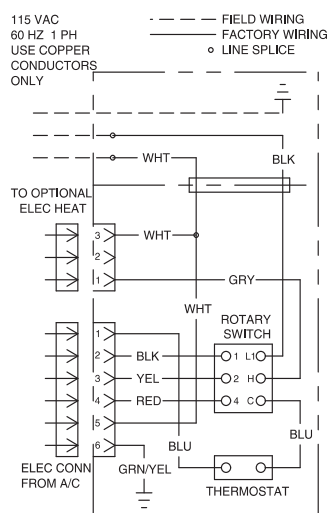 115 VAC
60 HZ 1 PH
USE COPPER
CONDUCTORS
ONLY
FIELD WIRING
FACTORY WIRING
LINE SPLICE
WHT
BLK
TO OPTIONAL
ELEC HEAT
3
WHT
2
1
GRY
WHT
ROTARY
SWITCH
1
2
BLK
1 L1
3
YEL
2 H
4
RED
4 C
5
6
BLU
BLU
GRN/YEL
ELEC CONN
FROM A/C
THERMOSTAT